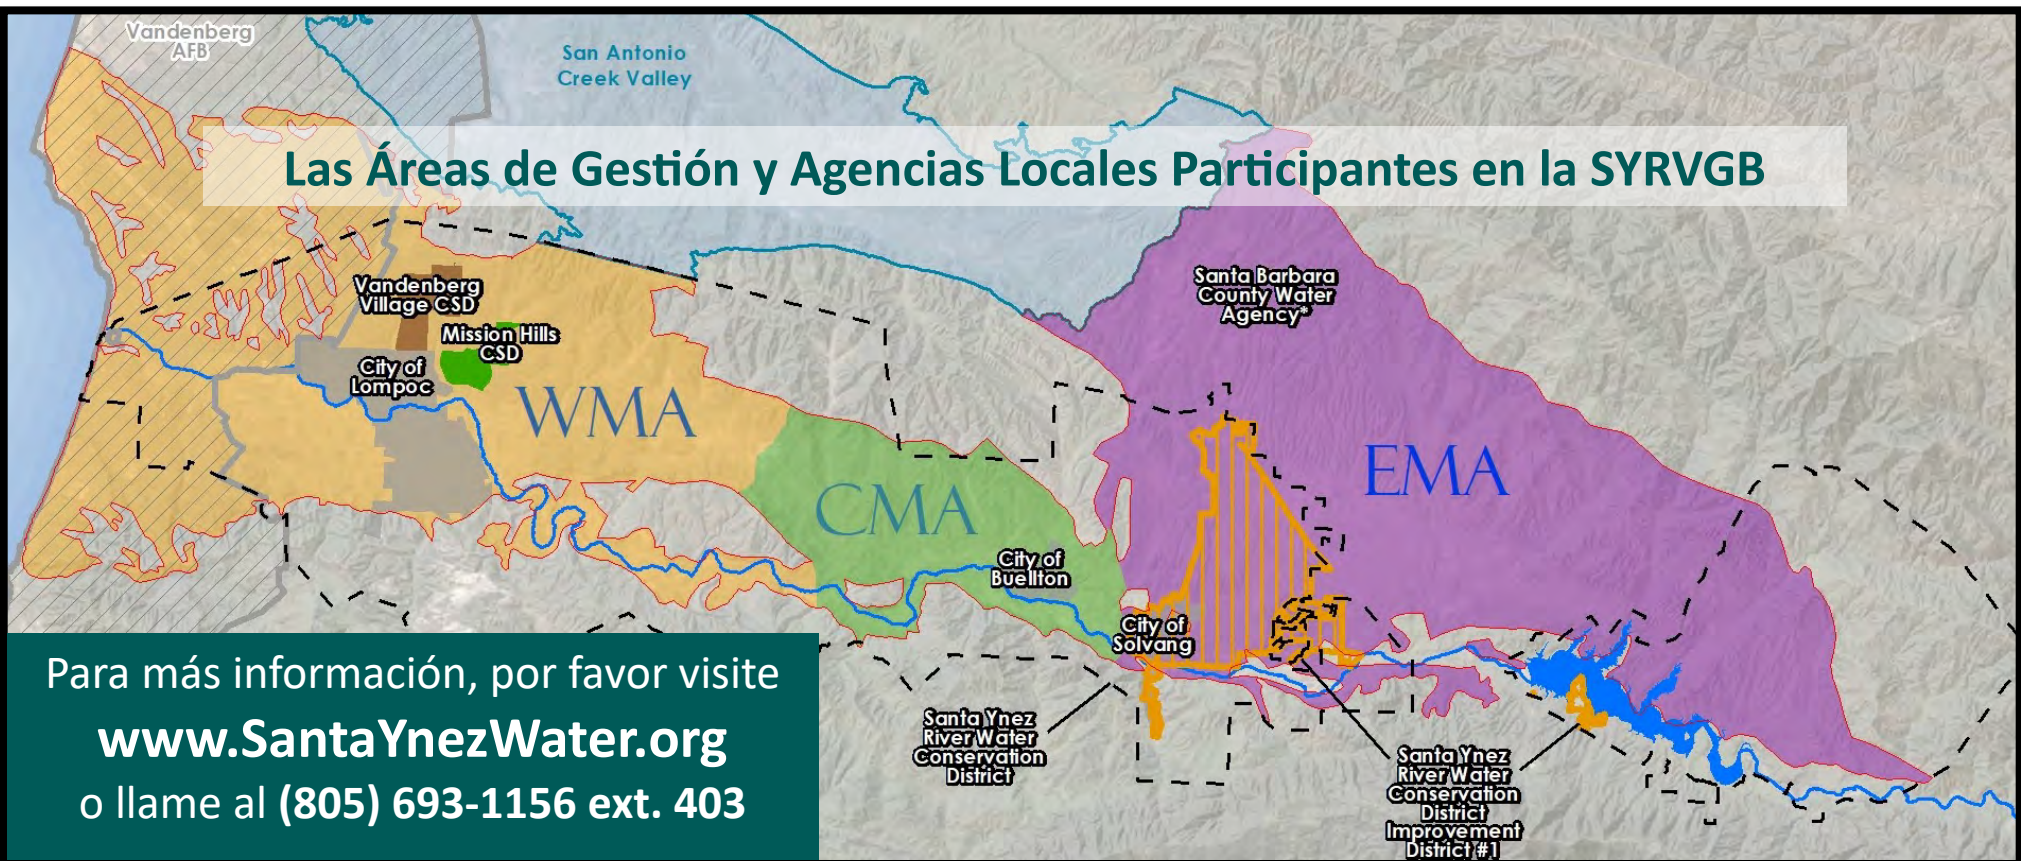 Vandenberg
AFB
San Antonio
Creek Valley
Las Áreas de Gestión y Agencias Locales Participantes en la SYRVGB
Santa Barbara
County Water
Agency*
Vandenberg
Village CSD
Mission Hills
CSD
City of
Lompoc
WMA
CMA
EMA
City of
Buellton
City of
Solvang
Santa Ynez
River Water
Conservation
District
Santa Ynez
River Water
Conservation
District
Improvement
District #1
Para más información, por favor visite
www.SantaYnezWater.org
o llame al (805) 693-1156 ext. 403